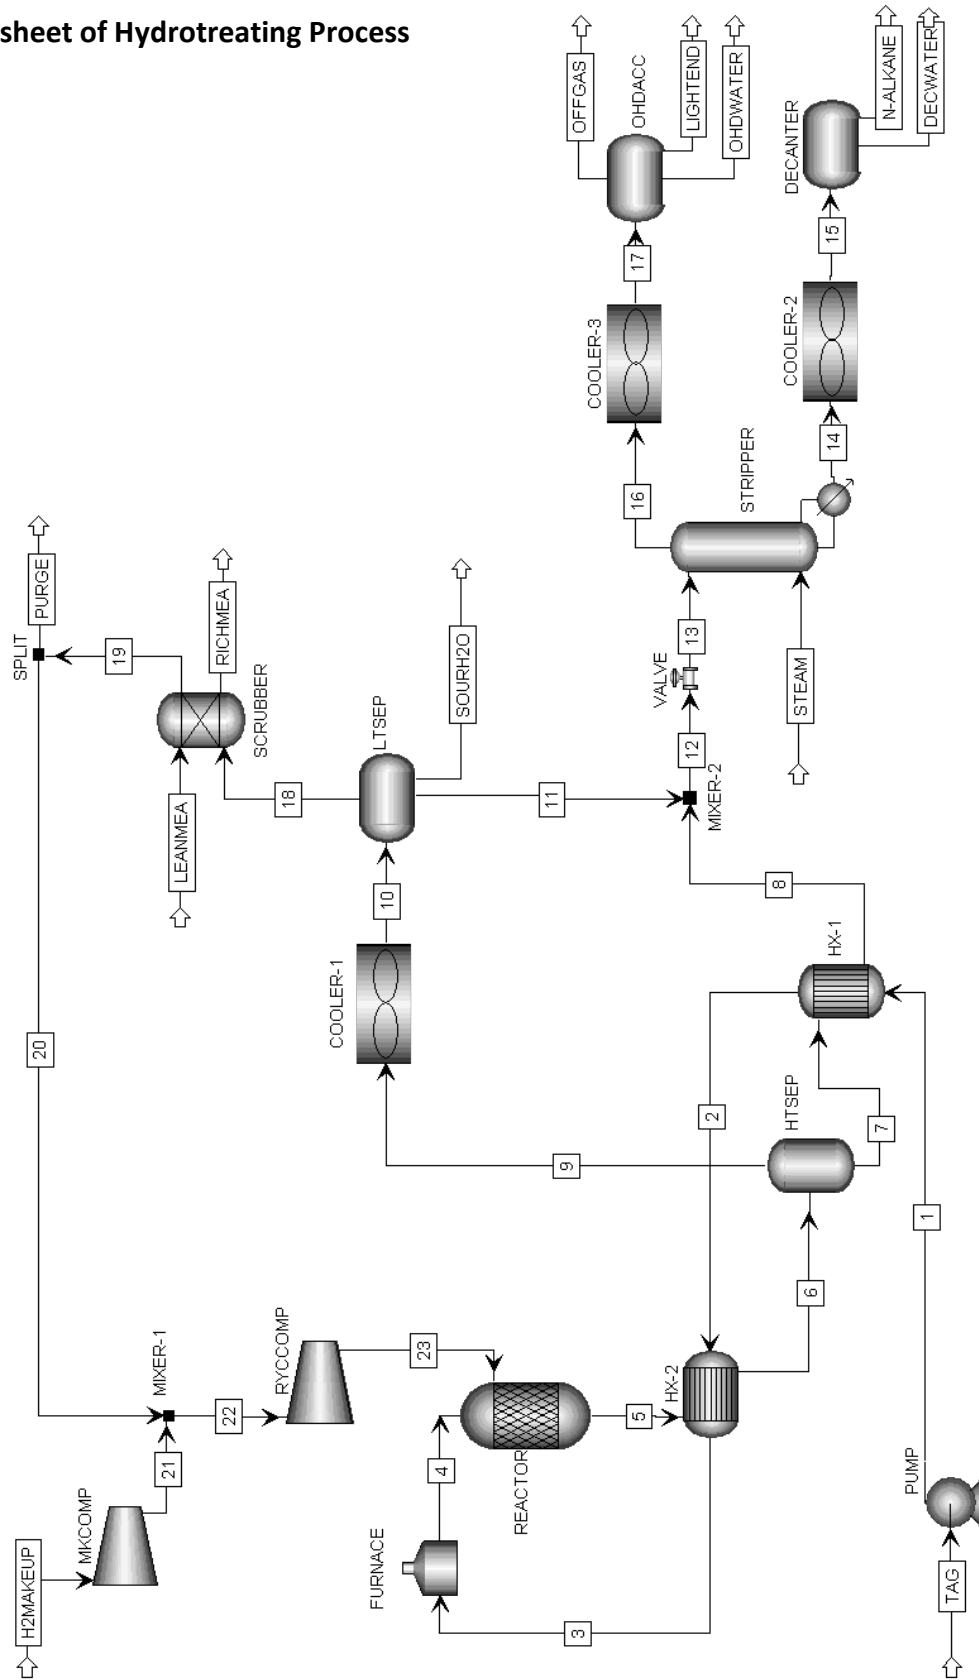 sheet of Hydrotreating Process
OFFGAS
OHDACC
LIGHTEND
OHDWATER
DECANTER
N-ALKANE
DECWATER
17
15
COOLER-3
COOLER-2
16
14
STRIPPER
SPLIT
PURGE
19
RICHMEA
SCRUBBER
LEANMEA
18
LTSEP
SOURH2O
VALVE
13
12
STEAM
MIXER-2
11
10
COOLER-1
8
HX-1
20
2
9
HTSEP
7
1
6
MIXER-1
RYCCOMP
23
22
21
HX-2
5
REACTOR
4
MKCOMP
H2MAKEUP
FURNACE
3
PUMP
TAG